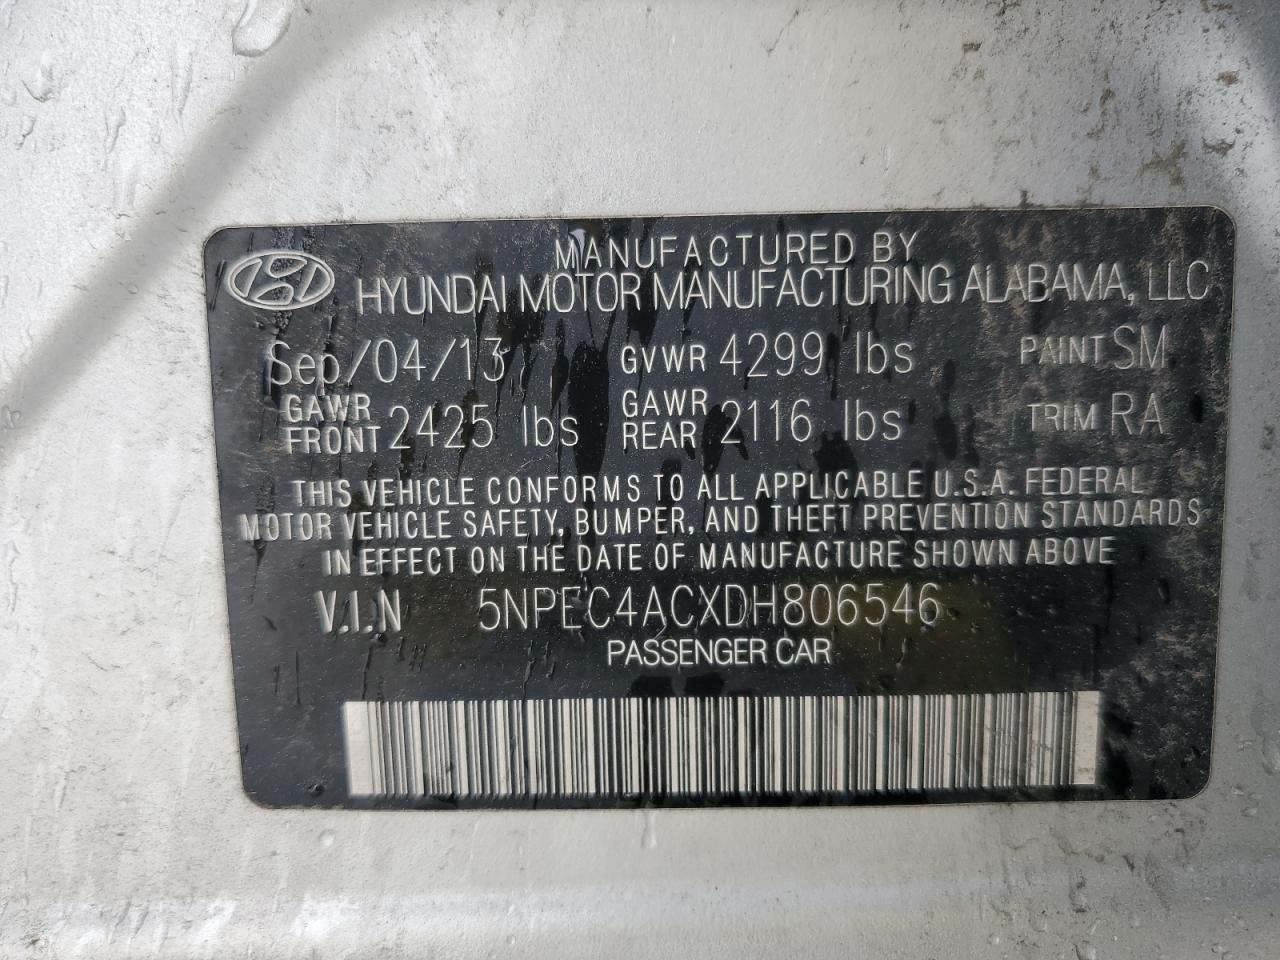 MANUFACTURED BY
HYUNDAI MOTOR MANUFACTURING ALABAMA, LLC
Sep/04/13 GVWR 4299 lbs PAINT SM
GAWR FRONT 2425 lbs GAWR REAR 2116 lbs TRIM RA
THIS VEHICLE CONFORMS TO ALL APPLICABLE U.S.A. FEDERAL
MOTOR VEHICLE SAFETY, BUMPER, AND THEFT PREVENTION STANDARDS
IN EFFECT ON THE DATE OF MANUFACTURE SHOWN ABOVE
V.I.N 5NPEC4ACXDH806546
PASSENGER CAR